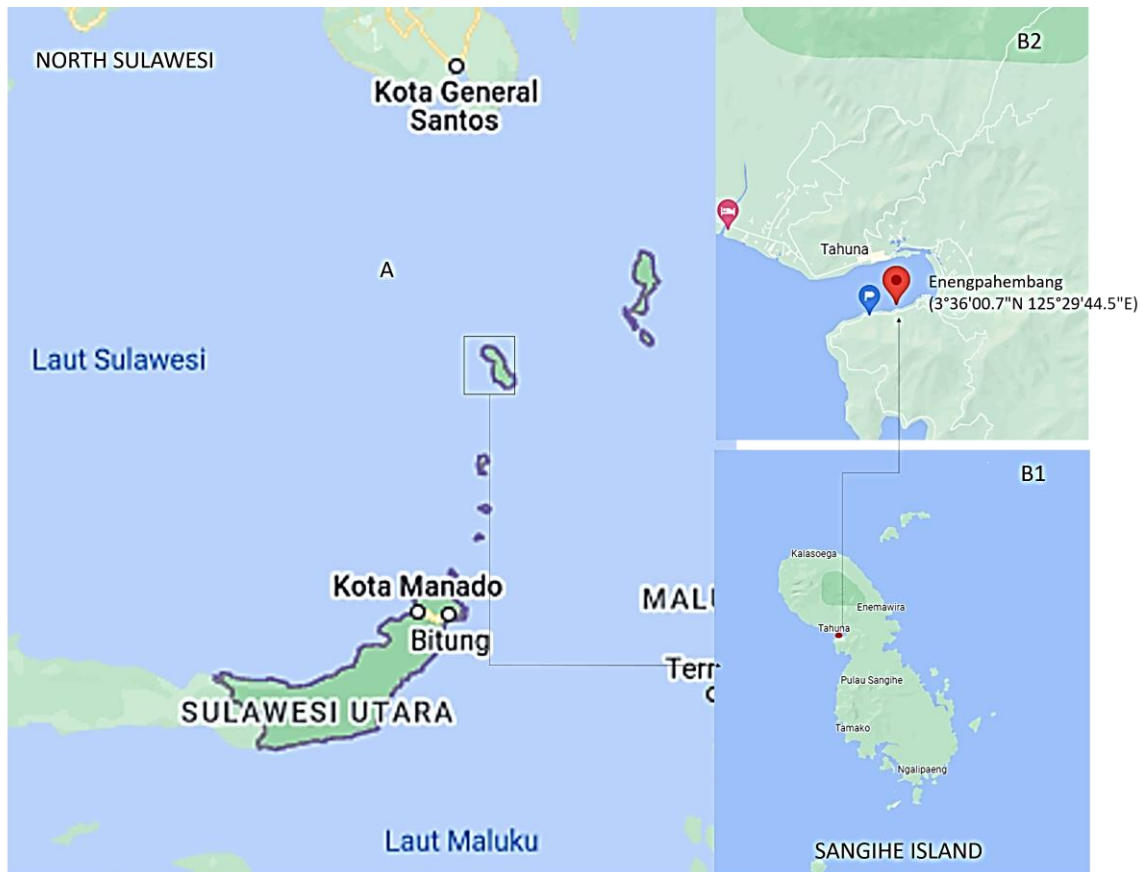 NORTH SULAWESI
Kota General
Santos
A
Laut Sulawesi
Kota Manado
Bitung
MALU
Terr
SULAWESI UTARA
Laut Maluku
B2
Tahuna
Enengpahembang
(3°36'00.7"N 125°29'44.5"E)
B1
Kalasoega
Enemawira
Tahuna
Pulau Sangihe
Tamako
Ngalipaeng
SANGIHE ISLAND